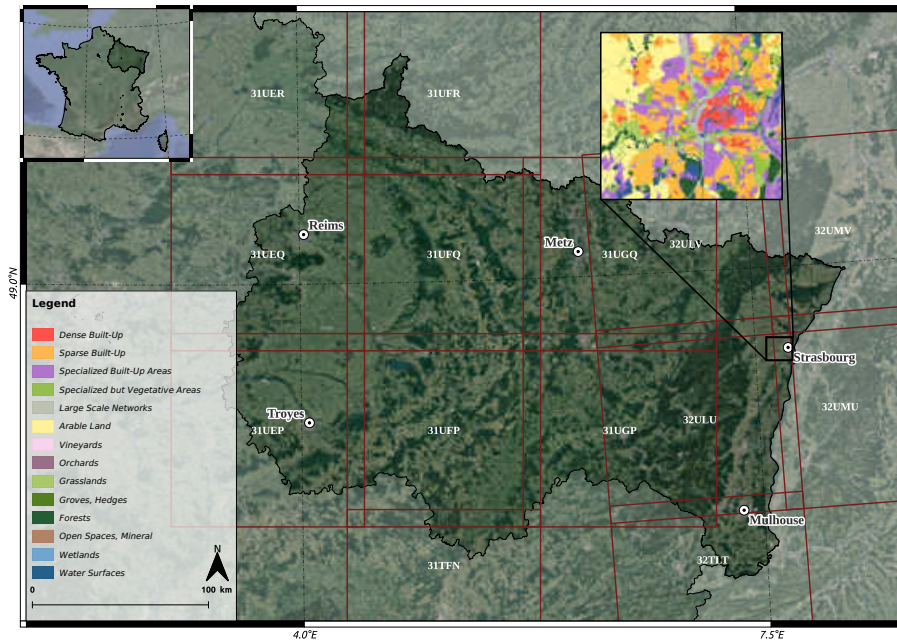 31UER
31UFR
Reims
Metz
32ULV
32UMV
31UEQ
31UFQ
31UGQ
49.0°N
Legend
Dense Built-Up
Sparse Built-Up
Specialized Built-Up Areas
Specialized but Vegetative Areas
Large Scale Networks
Arable Land
Vineyards
Orchards
Grasslands
Groves, Hedges
Forests
Open Spaces, Mineral
Wetlands
Water Surfaces
N
0
100 km
Strasbourg
Troyes
32ULU
32UMU
31UEP
31UFP
31UGP
Mulhouse
31TFN
32TLT
4.0°E
7.5°E